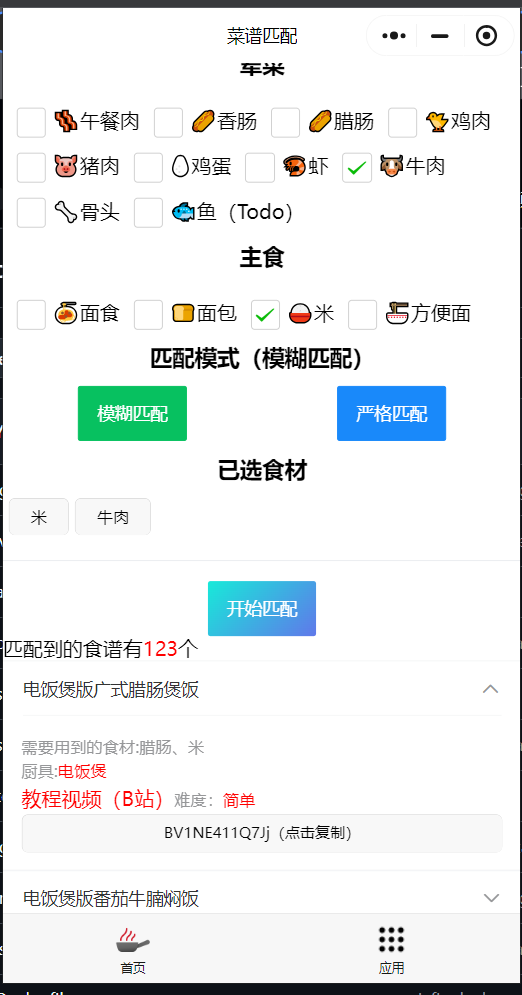 菜谱匹配
荤菜
午餐肉 香肠 腊肠 鸡肉
猪肉 鸡蛋 虾 牛肉
骨头 鱼（Todo）
主食
面食 面包 米 方便面
匹配模式（模糊匹配）
模糊匹配 严格匹配
已选食材
米 牛肉
开始匹配
匹配到的食谱有123个
电饭煲版广式腊肠煲饭
需要用到的食材:腊肠、米
厨具:电饭煲
教程视频（B站）难度：简单
BV1NE411Q7Jj（点击复制）
电饭煲版番茄牛腩焖饭
首页 应用